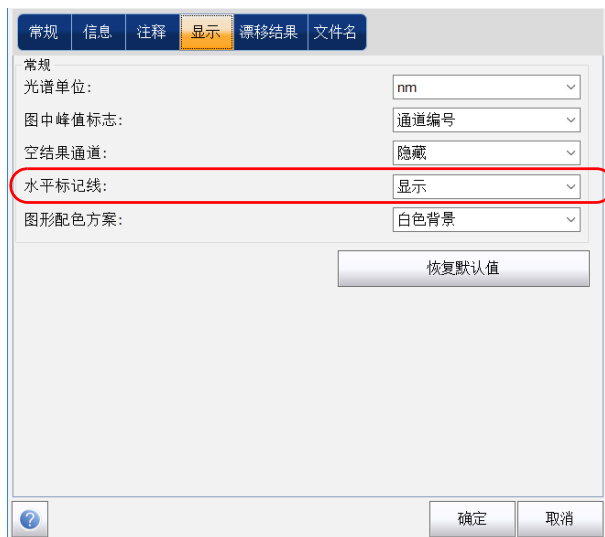 常规 信息 注释 显示 漂移结果 文件名
常规
光谱单位: nm
图中峰值标志: 通道编号
空结果通道: 隐藏
水平标记线: 显示
图形配色方案: 白色背景
恢复默认值
? 确定 取消